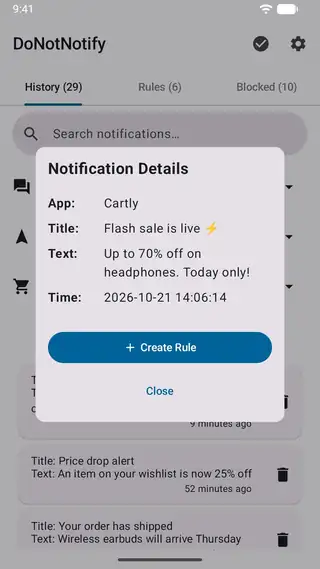 9:41
DoNotNotify
History (29)
Rules (6)
Blocked (10)
Search notifications...
Notification Details
App: Cartly
Title: Flash sale is live ⚡
Text: Up to 70% off on
headphones. Today only!
Time: 2026-10-21 14:06:14
+ Create Rule
Close
9 minutes ago
Title: Price drop alert
Text: An item on your wishlist is now 25% off
52 minutes ago
Title: Your order has shipped
Text: Wireless earbuds will arrive Thursday